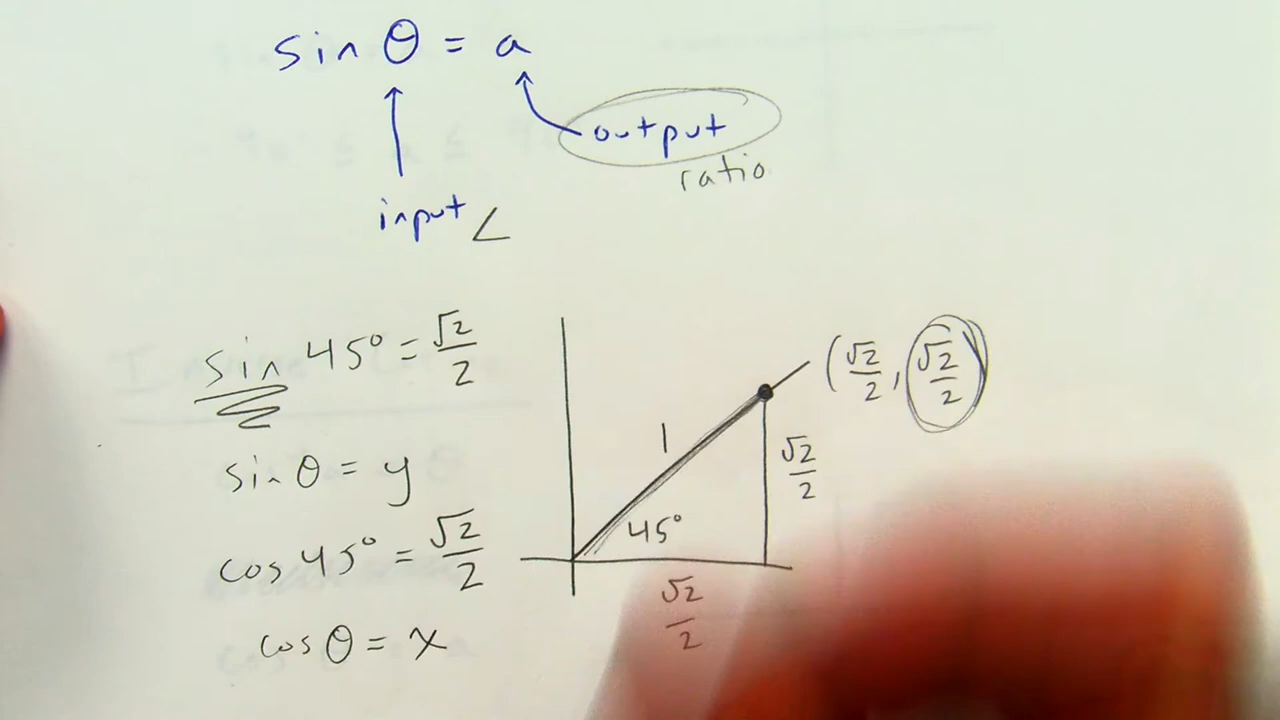 sin θ = a
output
ratio
input ∠
sin 45° = √2/2
sin θ = y
cos 45° = √2/2
cos θ = x
(√2/2, √2/2)
1
√2/2
45°
√2/2